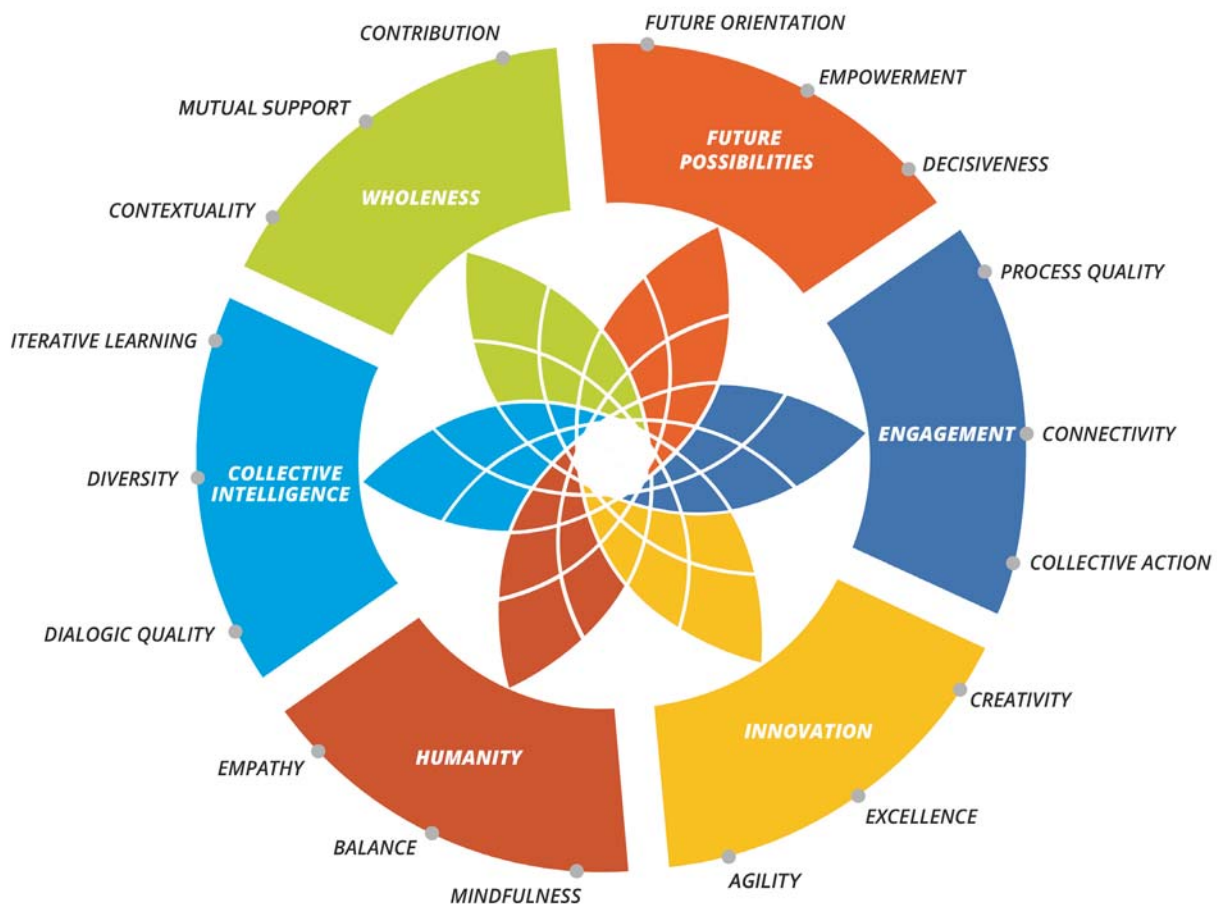 FUTURE ORIENTATION
CONTRIBUTION
EMPOWERMENT
MUTUAL SUPPORT
FUTURE
POSSIBILITIES
DECISIVENESS
WHOLENESS
CONTEXTUALITY
PROCESS QUALITY
ITERATIVE LEARNING
ENGAGEMENT
CONNECTIVITY
DIVERSITY
COLLECTIVE
INTELLIGENCE
COLLECTIVE ACTION
DIALOGIC QUALITY
CREATIVITY
INNOVATION
HUMANITY
EMPATHY
EXCELLENCE
BALANCE
AGILITY
MINDFULNESS